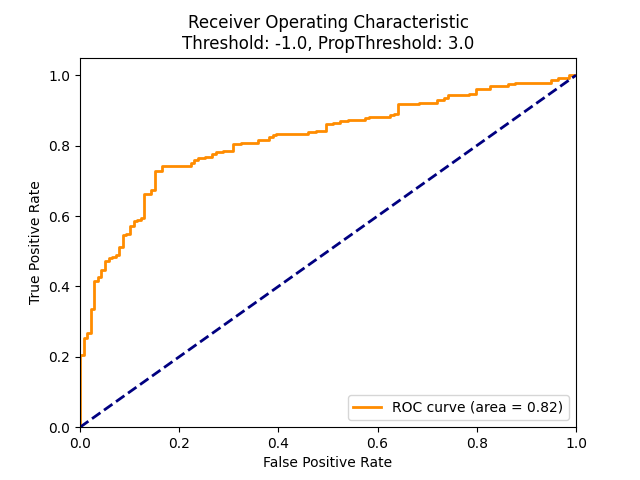 Receiver Operating Characteristic
Threshold: -1.0, PropThreshold: 3.0
1.0
0.8
0.6
0.4
0.2
0.0
True Positive Rate
ROC curve (area = 0.82)
0.0 0.2 0.4 0.6 0.8 1.0
False Positive Rate